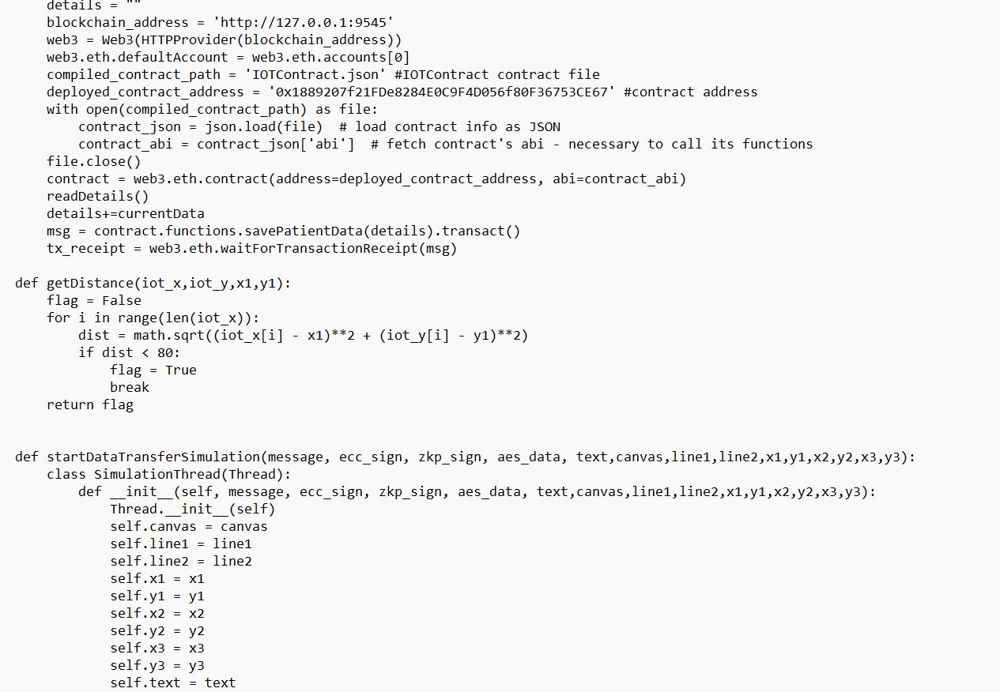 details = ""
    blockchain_address = 'http://127.0.0.1:9545'
    web3 = Web3(HTTPProvider(blockchain_address))
    web3.eth.defaultAccount = web3.eth.accounts[0]
    compiled_contract_path = 'IOTContract.json' #IOTContract contract file
    deployed_contract_address = '0x1889207f21FDe8284E0C9F4D056f80F36753CE67' #contract address
    with open(compiled_contract_path) as file:
        contract_json = json.load(file)  # load contract info as JSON
        contract_abi = contract_json['abi']  # fetch contract's abi - necessary to call its functions
    file.close()
    contract = web3.eth.contract(address=deployed_contract_address, abi=contract_abi)
    readDetails()
    details+=currentData
    msg = contract.functions.savePatientData(details).transact()
    tx_receipt = web3.eth.waitForTransactionReceipt(msg)

def getDistance(iot_x,iot_y,x1,y1):
    flag = False
    for i in range(len(iot_x)):
        dist = math.sqrt((iot_x[i] - x1)**2 + (iot_y[i] - y1)**2)
        if dist < 80:
            flag = True
            break
    return flag


def startDataTransferSimulation(message, ecc_sign, zkp_sign, aes_data, text,canvas,line1,line2,x1,y1,x2,y2,x3,y3):
    class SimulationThread(Thread):
        def __init__(self, message, ecc_sign, zkp_sign, aes_data, text,canvas,line1,line2,x1,y1,x2,y2,x3,y3):
            Thread.__init__(self)
            self.canvas = canvas
            self.line1 = line1
            self.line2 = line2
            self.x1 = x1
            self.y1 = y1
            self.x2 = x2
            self.y2 = y2
            self.x3 = x3
            self.y3 = y3
            self.text = text